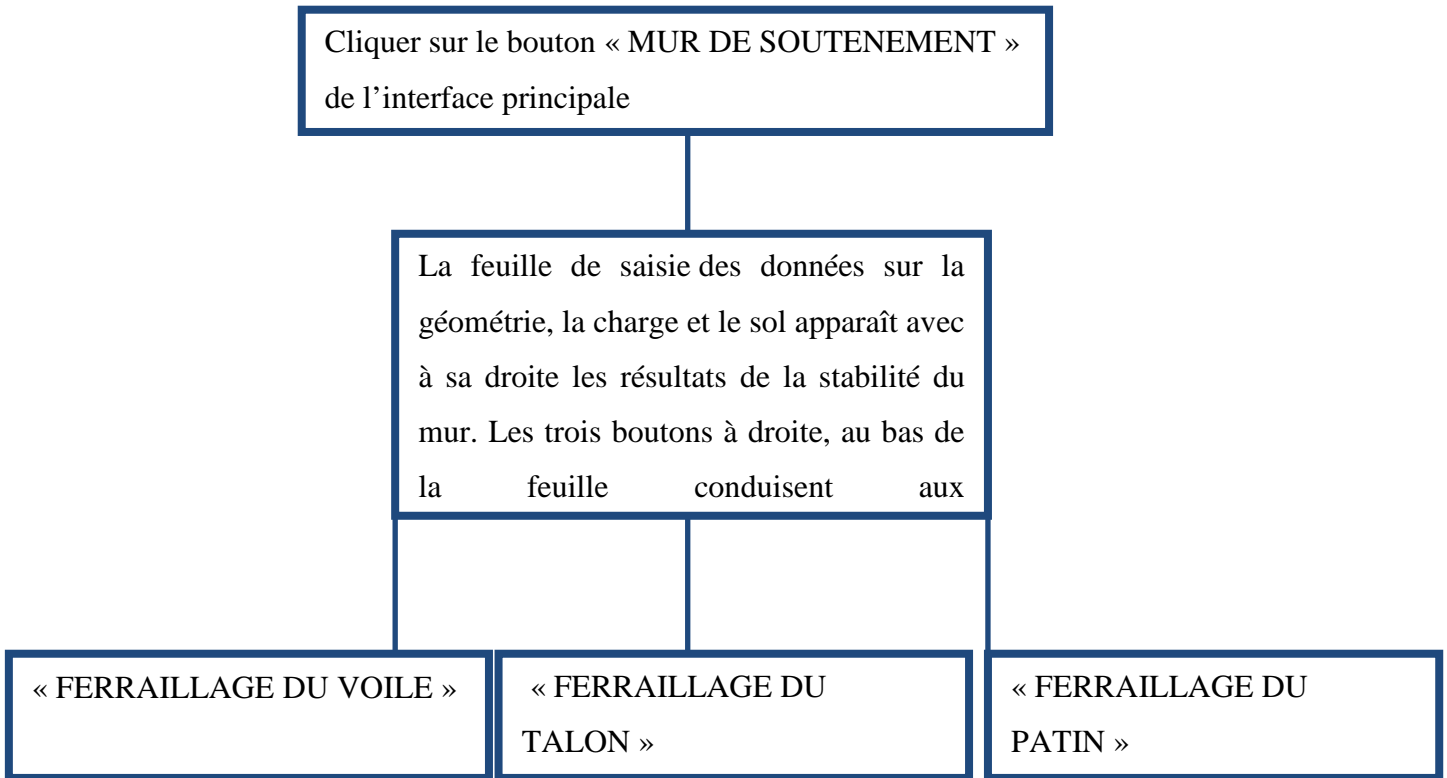 Cliquer sur le bouton « MUR DE SOUTENEMENT »
de l’interface principale
La feuille de saisie des données sur la
géométrie, la charge et le sol apparaît avec
à sa droite les résultats de la stabilité du
mur. Les trois boutons à droite, au bas de
la feuille conduisent aux
« FERRAILLAGE DU VOILE »
« FERRAILLAGE DU
TALON »
« FERRAILLAGE DU
PATIN »